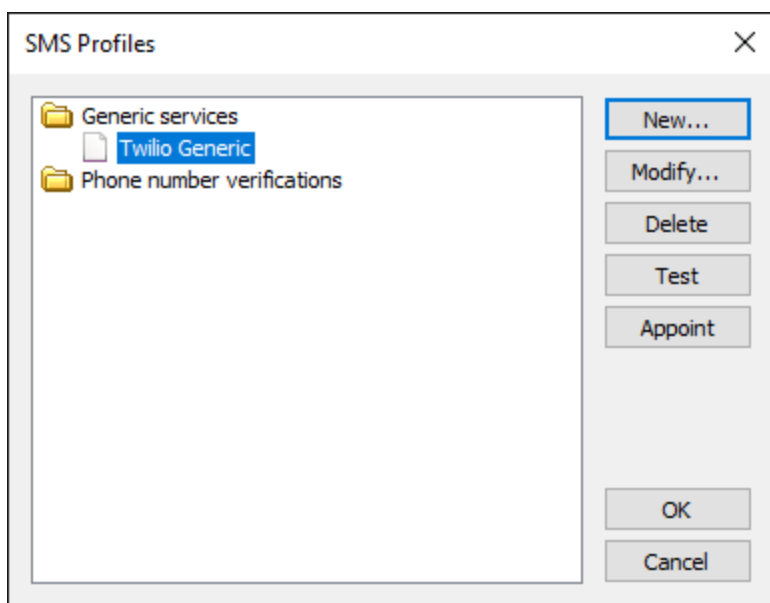 SMS Profiles
Generic services
Twilio Generic
Phone number verifications
New...
Modify...
Delete
Test
Appoint
OK
Cancel